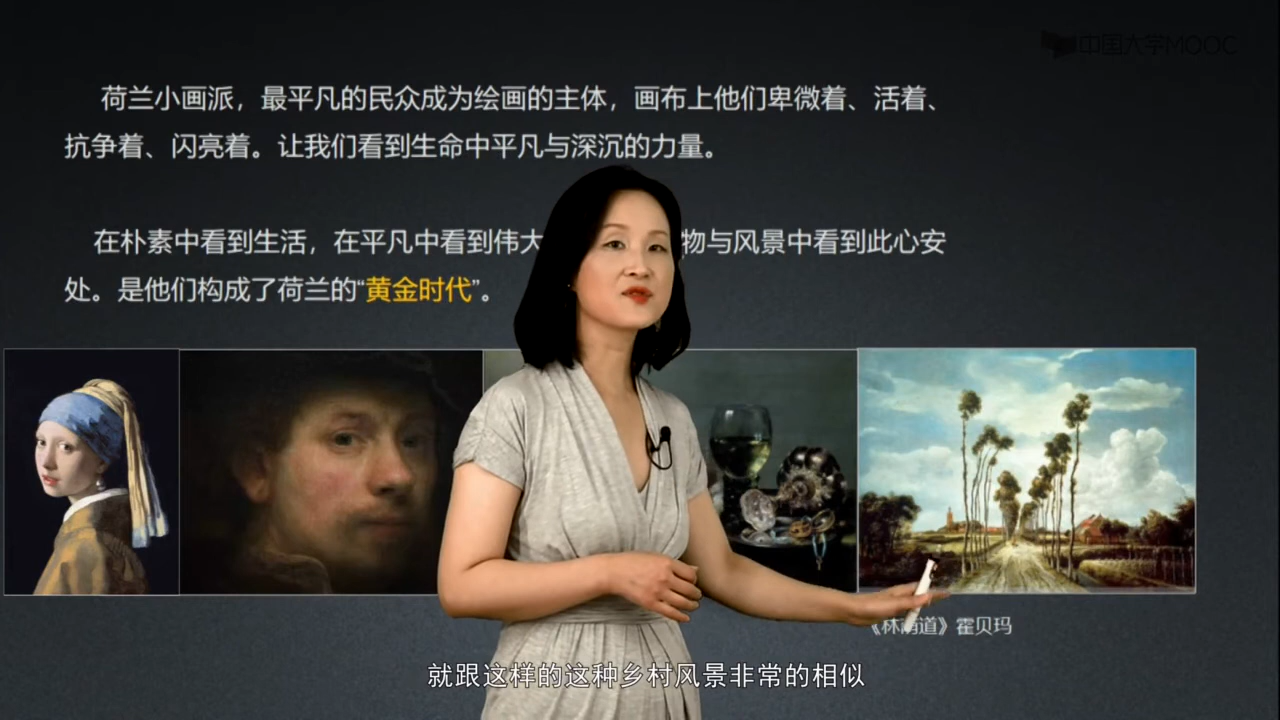 中国大学MOOC
荷兰小画派，最平凡的民众成为绘画的主体，画布上他们卑微着、活着、
抗争着、闪亮着。让我们看到生命中平凡与深沉的力量。
在朴素中看到生活，在平凡中看到伟大 物与风景中看到此心安
处。是他们构成了荷兰的“黄金时代”。
《林荫道》霍贝玛
就跟这样的这种乡村风景非常的相似